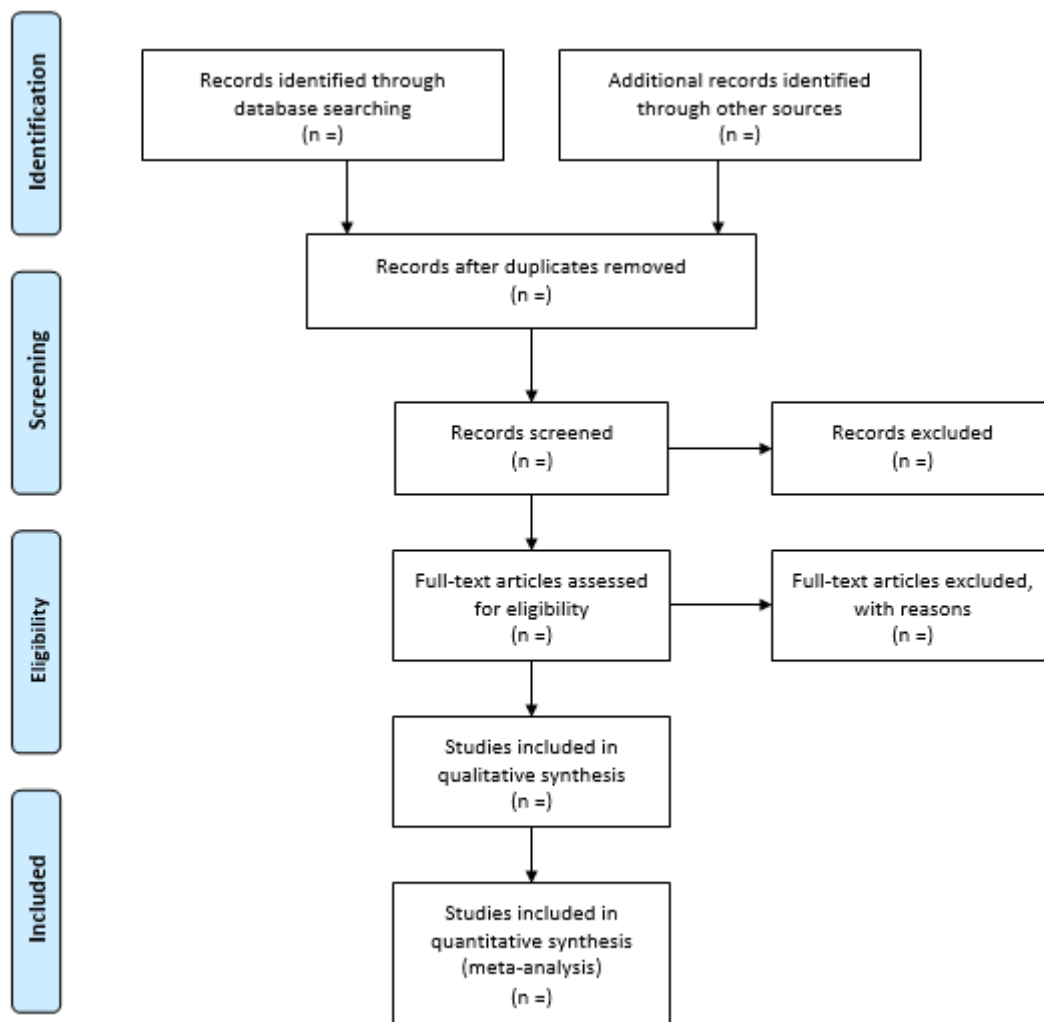 Identification
Records identified through
database searching
(n =)
Additional records identified
through other sources
(n =)
Records after duplicates removed
(n =)
Screening
Records screened
(n =)
Records excluded
(n =)
Eligibility
Full-text articles assessed
for eligibility
(n =)
Full-text articles excluded,
with reasons
(n =)
Studies included in
qualitative synthesis
(n =)
Included
Studies included in
quantitative synthesis
(meta-analysis)
(n =)